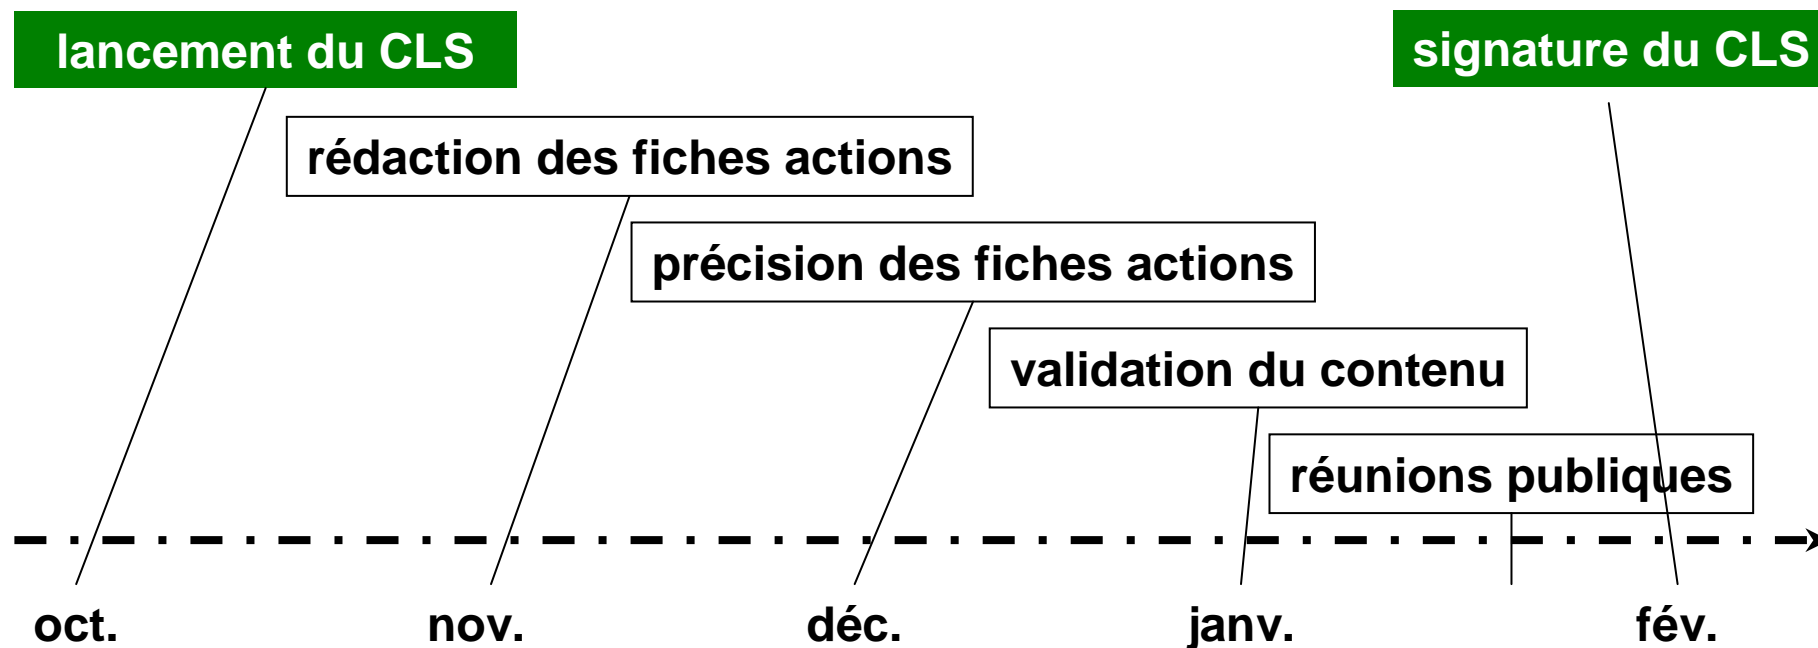 lancement du CLS
signature du CLS
rédaction des fiches actions
précision des fiches actions
validation du contenu
réunions publiques
oct.
nov.
déc.
janv.
fév.